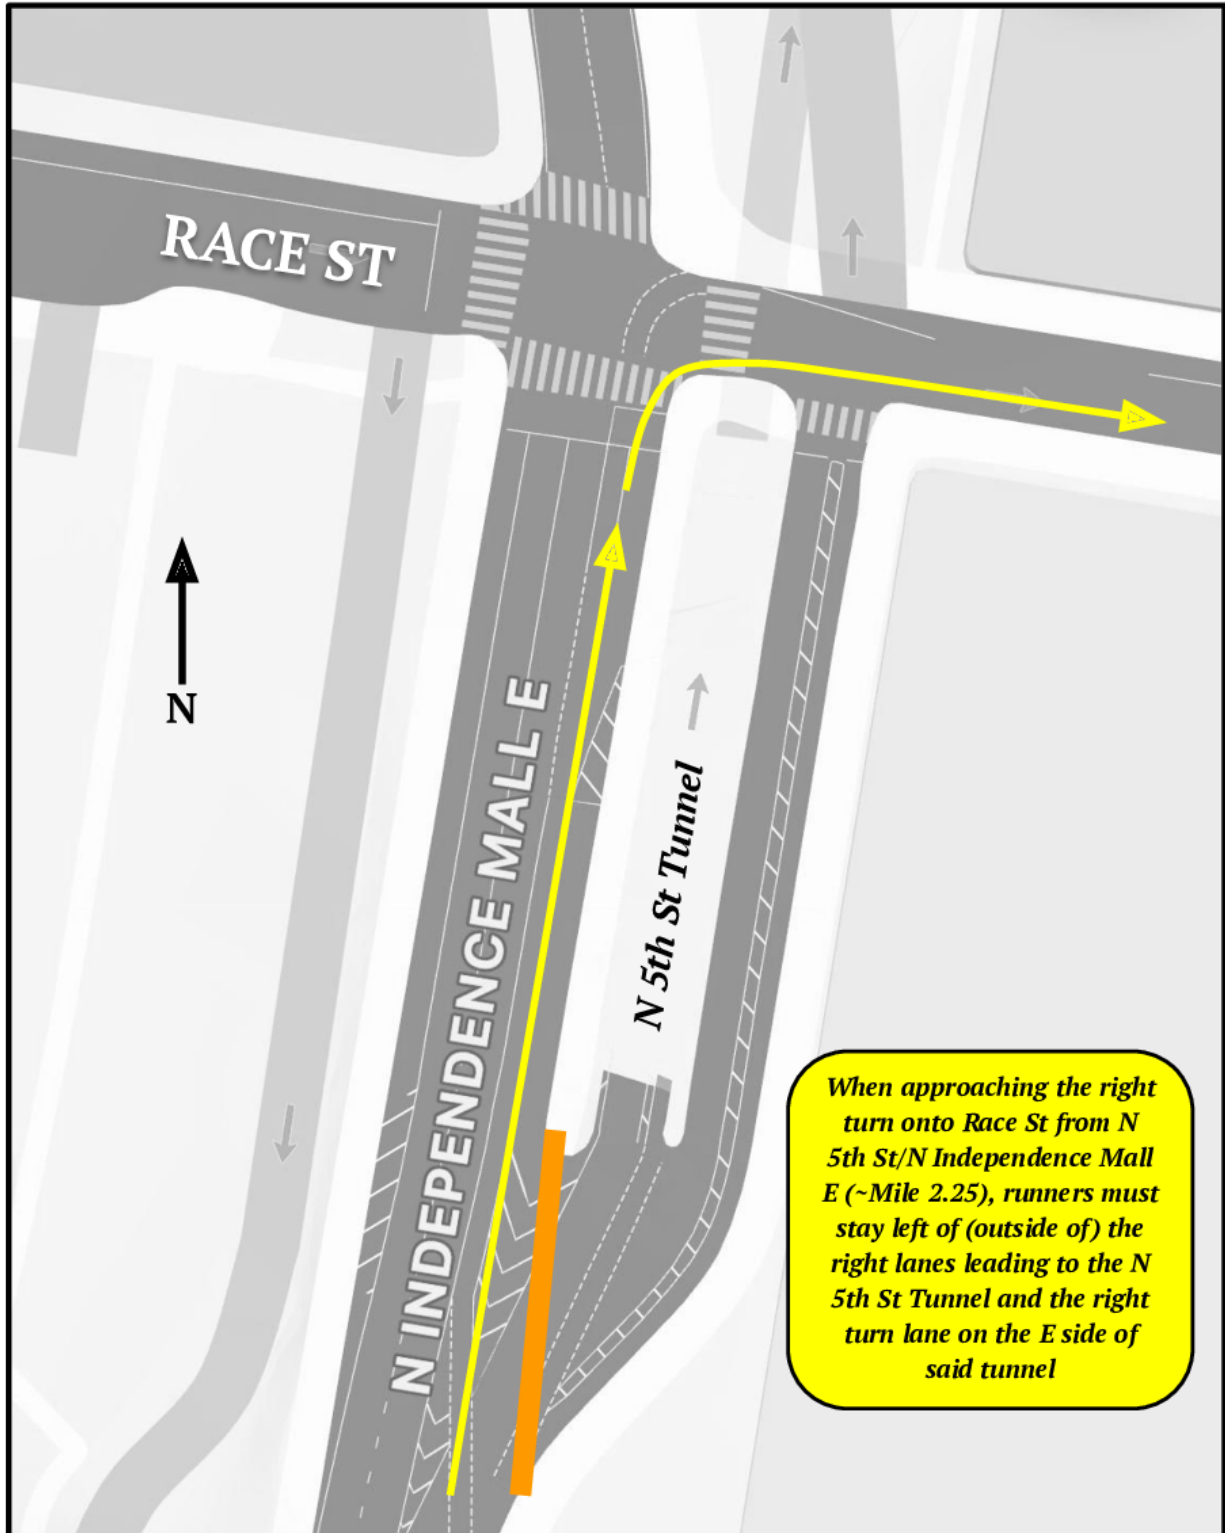 RACE ST
N
N INDEPENDENCE MALL E
N 5th St Tunnel
When approaching the right
turn onto Race St from N
5th St/N Independence Mall
E (~Mile 2.25), runners must
stay left of (outside of) the
right lanes leading to the N
5th St Tunnel and the right
turn lane on the E side of
said tunnel